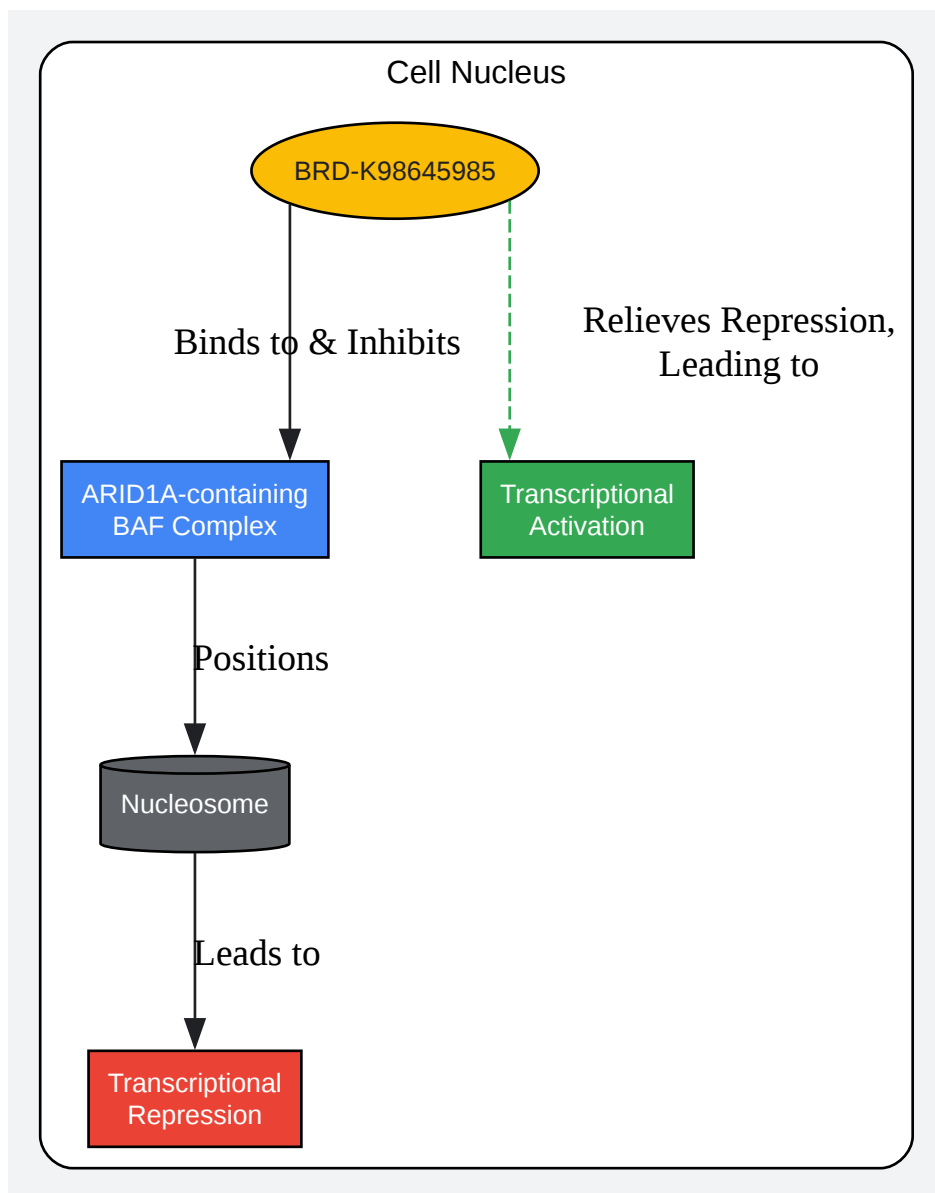 Cell Nucleus
BRD-K98645985
Binds to & Inhibits
Relieves Repression,
Leading to
ARID1A-containing
BAF Complex
Transcriptional
Activation
Positions
Nucleosome
Leads to
Transcriptional
Repression